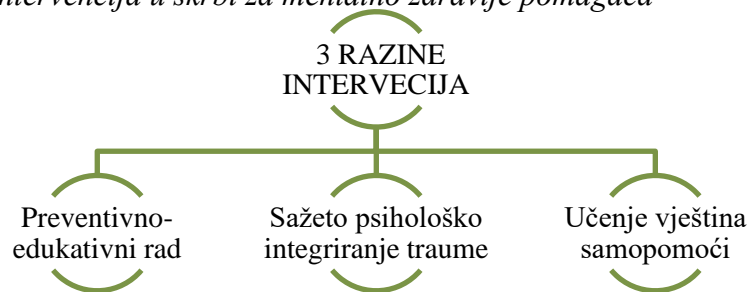 intervencija u skrbi za mentalno zdravlje pomagača
3 RAZINE
INTERVECIJA
Preventivno-
edukativni rad
Sažeto psihološko
integriranje traume
Učenje vještina
samopomoći